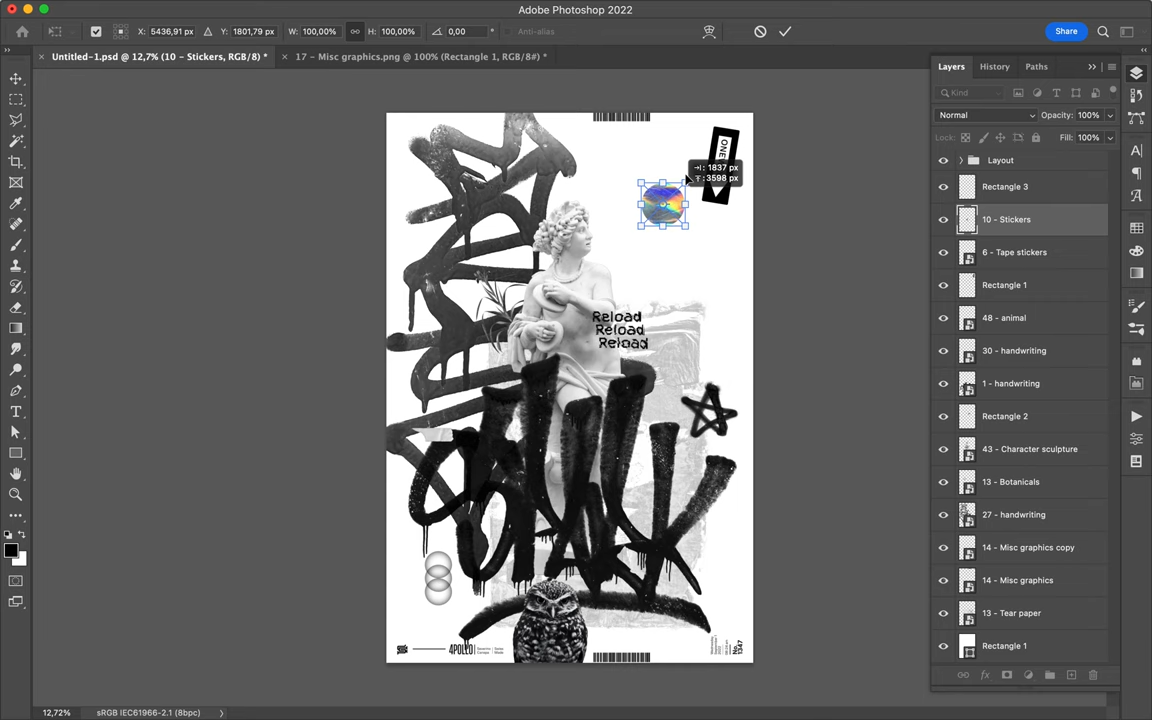 Adobe Photoshop 2022
X: 5436,91 px Y: 1801,79 px W: 100,00% H: 100,00% 0,00 ° Anti-alias Share
Untitled-1.psd @ 12,7% (10 - Stickers, RGB/8) *
17 - Misc graphics.png @ 100% (Rectangle 1, RGB/8#) *
Layers History Paths
Kind
Normal Opacity: 100%
Lock: Fill: 100%
Layout
Rectangle 3
10 - Stickers
6 - Tape stickers
Rectangle 1
48 - animal
30 - handwriting
1 - handwriting
Rectangle 2
43 - Character sculpture
13 - Botanicals
27 - handwriting
14 - Misc graphics copy
14 - Misc graphics
13 - Tear paper
Rectangle 1
ONE
: 1837 px
: 3598 px
Reload
Reload
Reload
4POLLO
No. 1347
12,72% sRGB IEC61966-2.1 (8bpc)